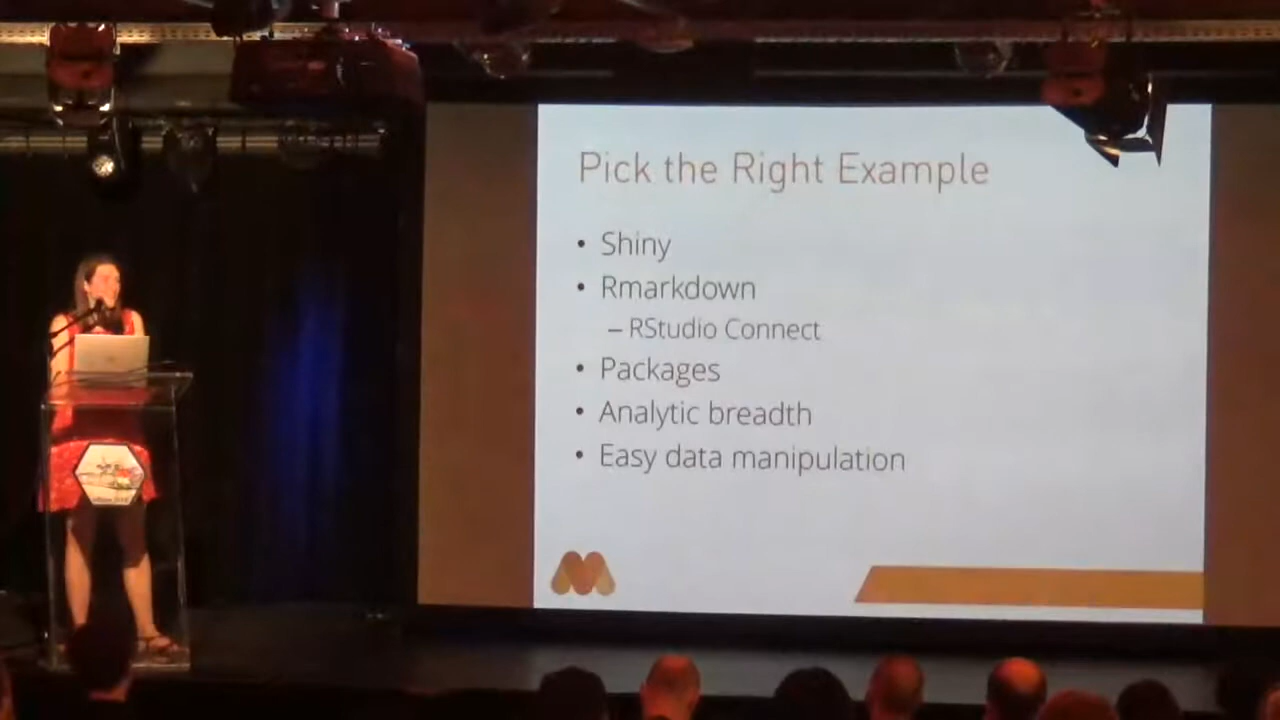 Pick the Right Example
• Shiny
• Rmarkdown
– RStudio Connect
• Packages
• Analytic breadth
• Easy data manipulation